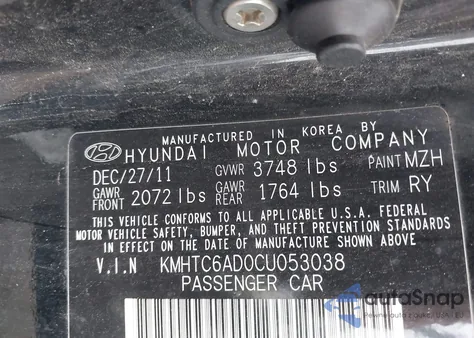 MANUFACTURED IN KOREA BY
HYUNDAI MOTOR COMPANY
DEC/27/11 GVWR 3748 lbs PAINT MZH
GAWR FRONT 2072 lbs GAWR REAR 1764 lbs TRIM RY
THIS VEHICLE CONFORMS TO ALL APPLICABLE U.S.A. FEDERAL
MOTOR VEHICLE SAFETY, BUMPER, AND THEFT PREVENTION STANDARDS
IN EFFECT ON THE DATE OF MANUFACTURE SHOWN ABOVE.
V.I.N KMHTC6AD0CU053038
PASSENGER CAR
autoSnap